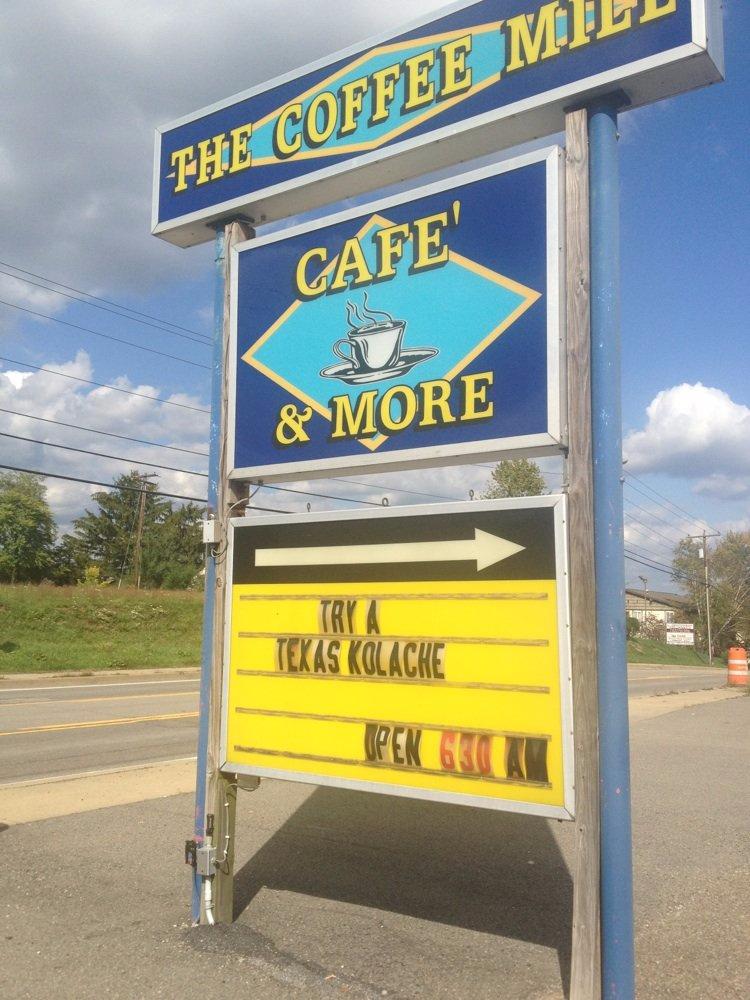 THE COFFEE MILL
CAFE'
& MORE
TRY A
TEXAS KOLACHE
OPEN 630 AM